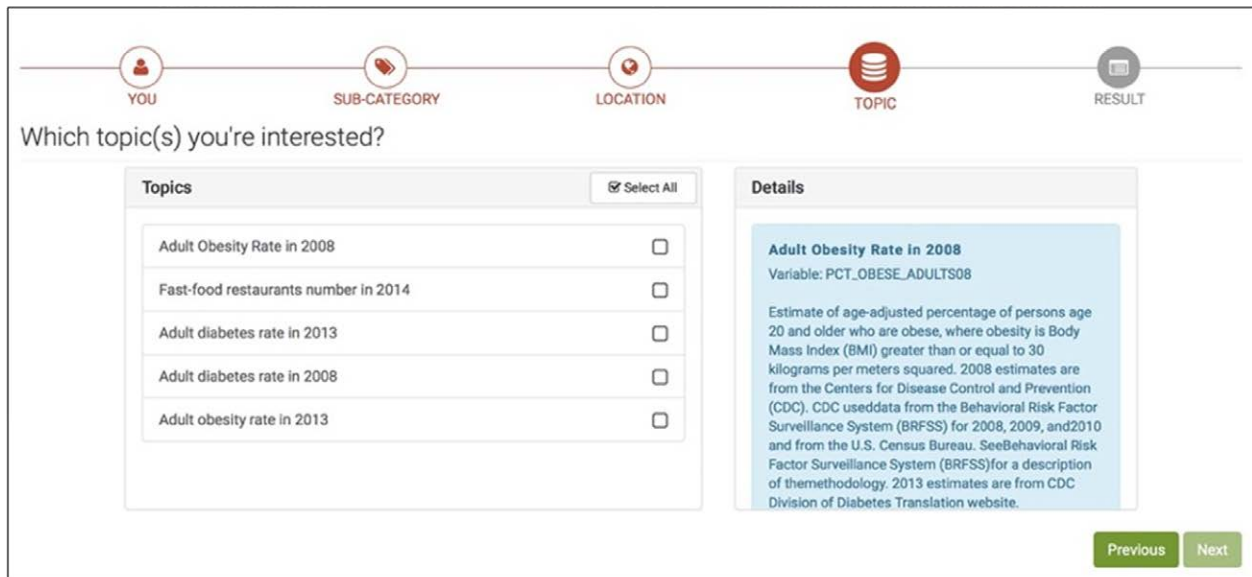 YOU
SUB-CATEGORY
LOCATION
TOPIC
RESULT
Which topic(s) you're interested?
Topics
Select All
Adult Obesity Rate in 2008
Fast-food restaurants number in 2014
Adult diabetes rate in 2013
Adult diabetes rate in 2008
Adult obesity rate in 2013
Details
Adult Obesity Rate in 2008
Variable: PCT_OBESE_ADULTS08
Estimate of age-adjusted percentage of persons age
20 and older who are obese, where obesity is Body
Mass Index (BMI) greater than or equal to 30
kilograms per meters squared. 2008 estimates are
from the Centers for Disease Control and Prevention
(CDC). CDC useddata from the Behavioral Risk Factor
Surveillance System (BRFSS) for 2008, 2009, and2010
and from the U.S. Census Bureau. SeeBehavioral Risk
Factor Surveillance System (BRFSS)for a description
of themethodology. 2013 estimates are from CDC
Division of Diabetes Translation website.
Previous
Next